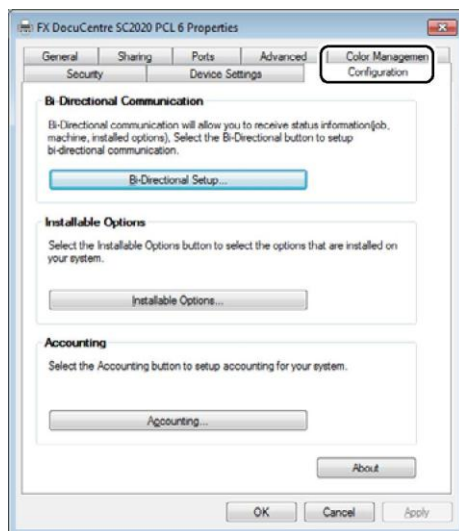 FX DocuCentre SC2020 PCL 6 Properties
General Sharing Ports Advanced Color Managemen
Security Device Settings Configuration
Bi-Directional Communication
Bi-Directional communication will allow you to receive status information(job,
machine, installed options), Select the Bi-Directional button to setup
bi-directional communication.
Bi-Directional Setup...
Installable Options
Select the Installable Options button to select the options that are installed on
your system.
Installable Options...
Accounting
Select the Accounting button to setup accounting for your system.
Accounting...
About
OK Cancel Apply